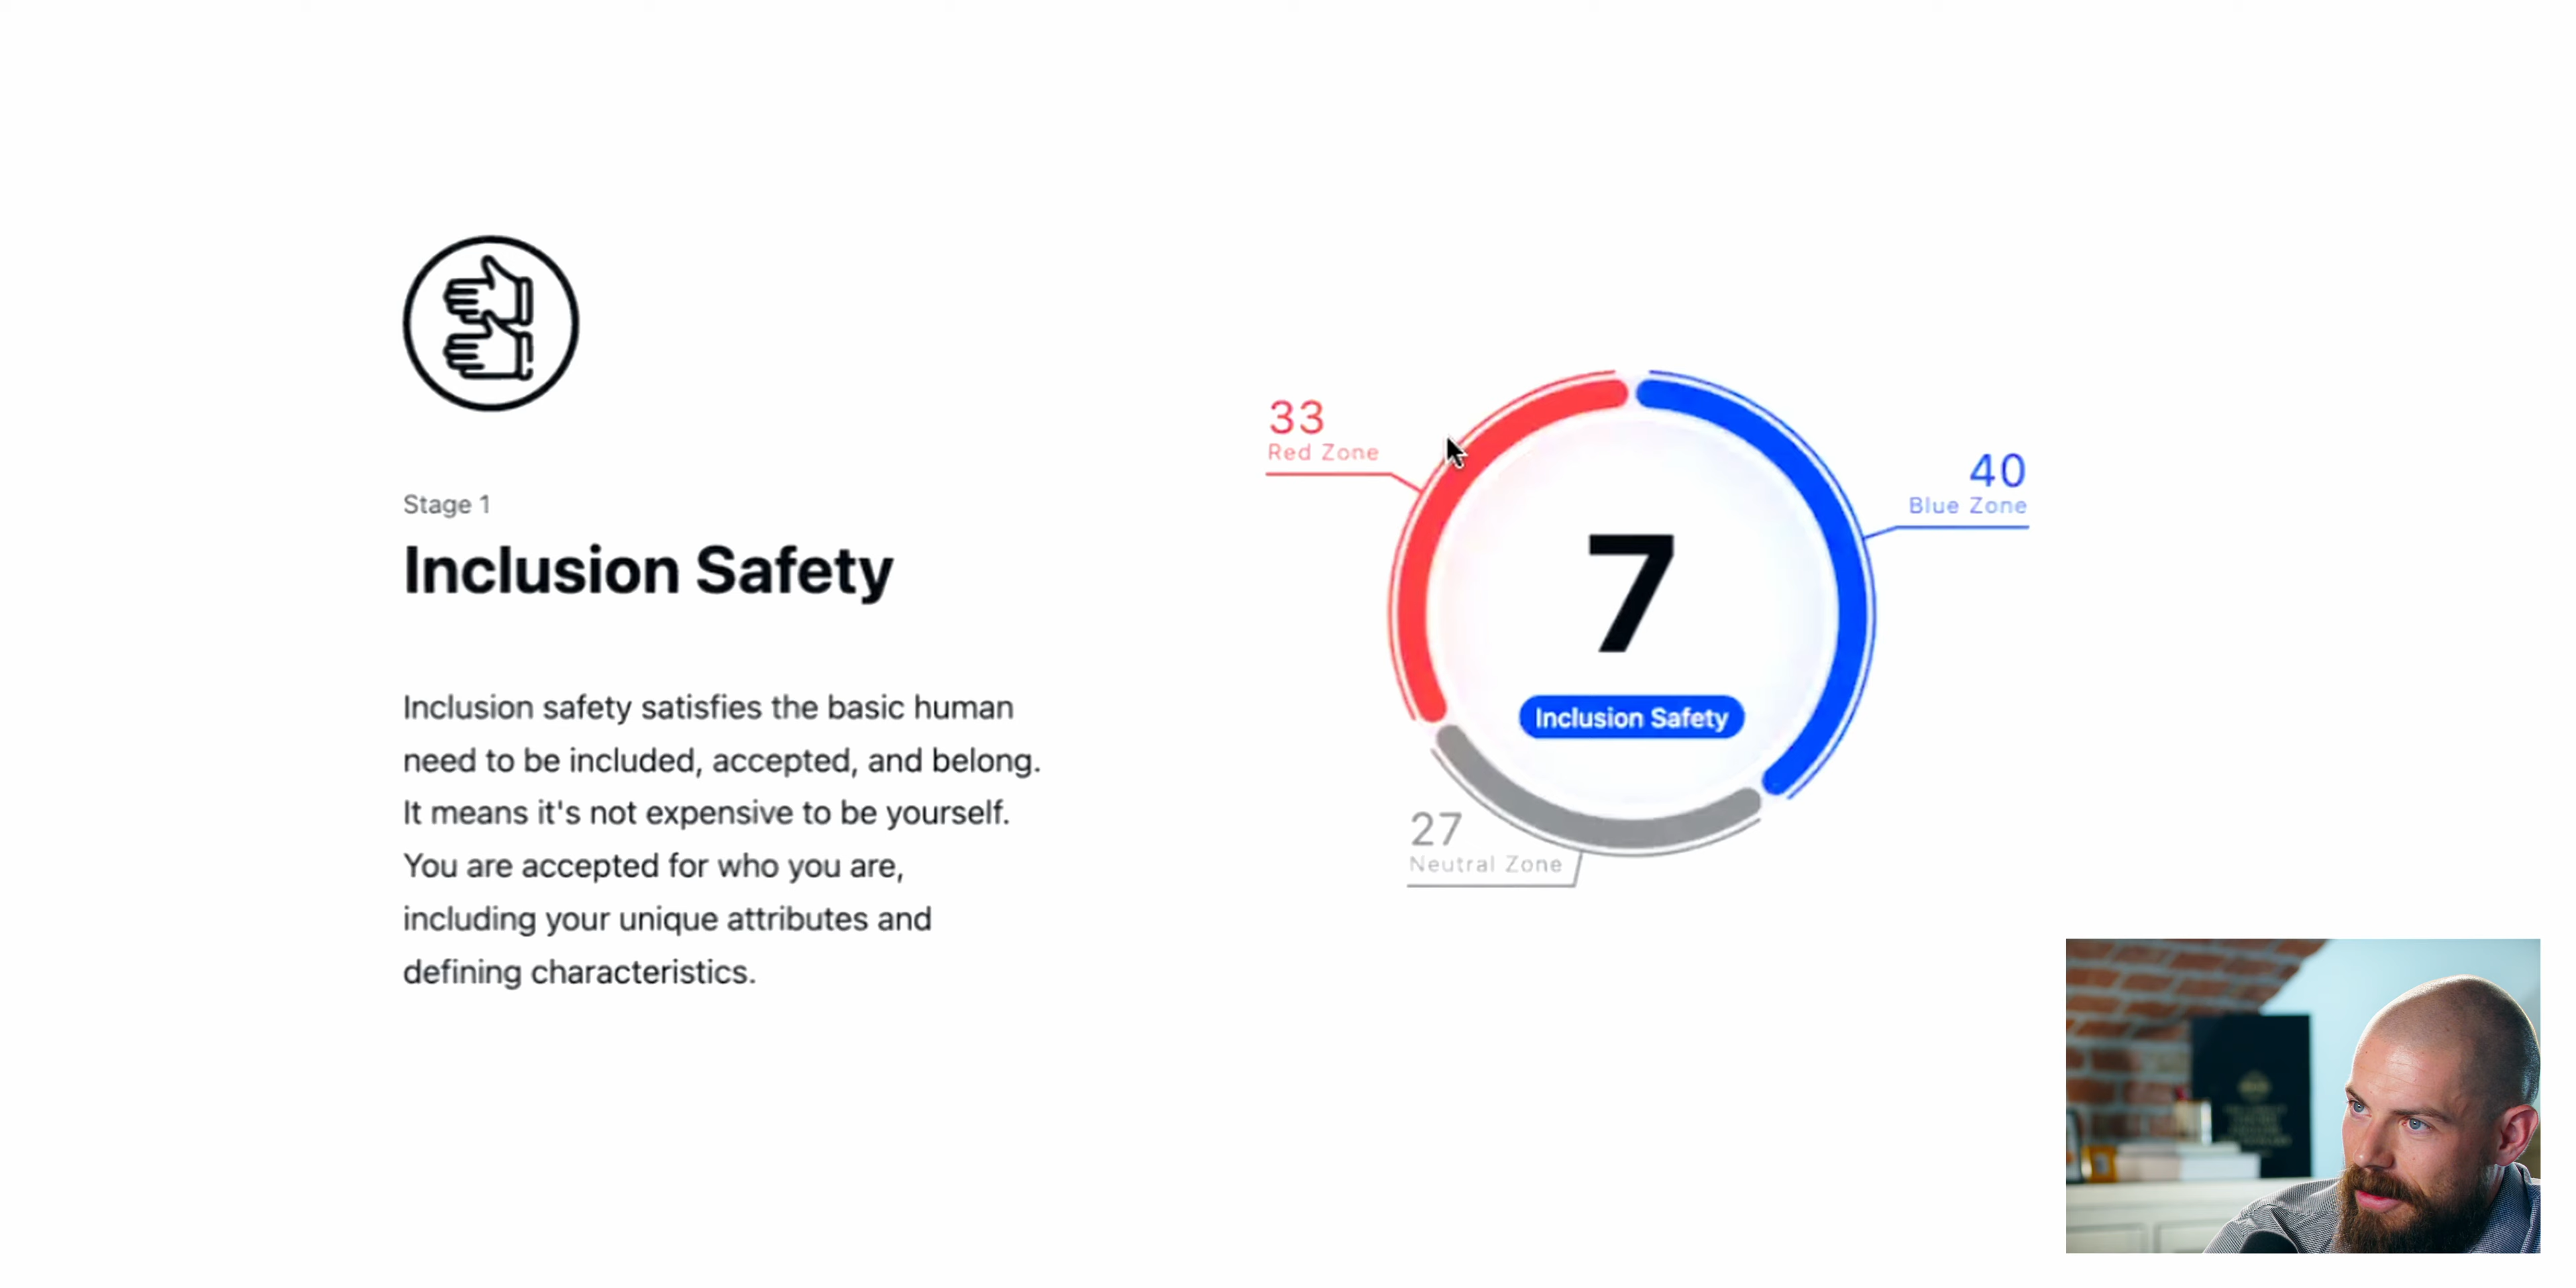 Stage 1
Inclusion Safety
Inclusion safety satisfies the basic human
need to be included, accepted, and belong.
It means it's not expensive to be yourself.
You are accepted for who you are,
including your unique attributes and
defining characteristics.
33
Red Zone
40
Blue Zone
7
Inclusion Safety
27
Neutral Zone